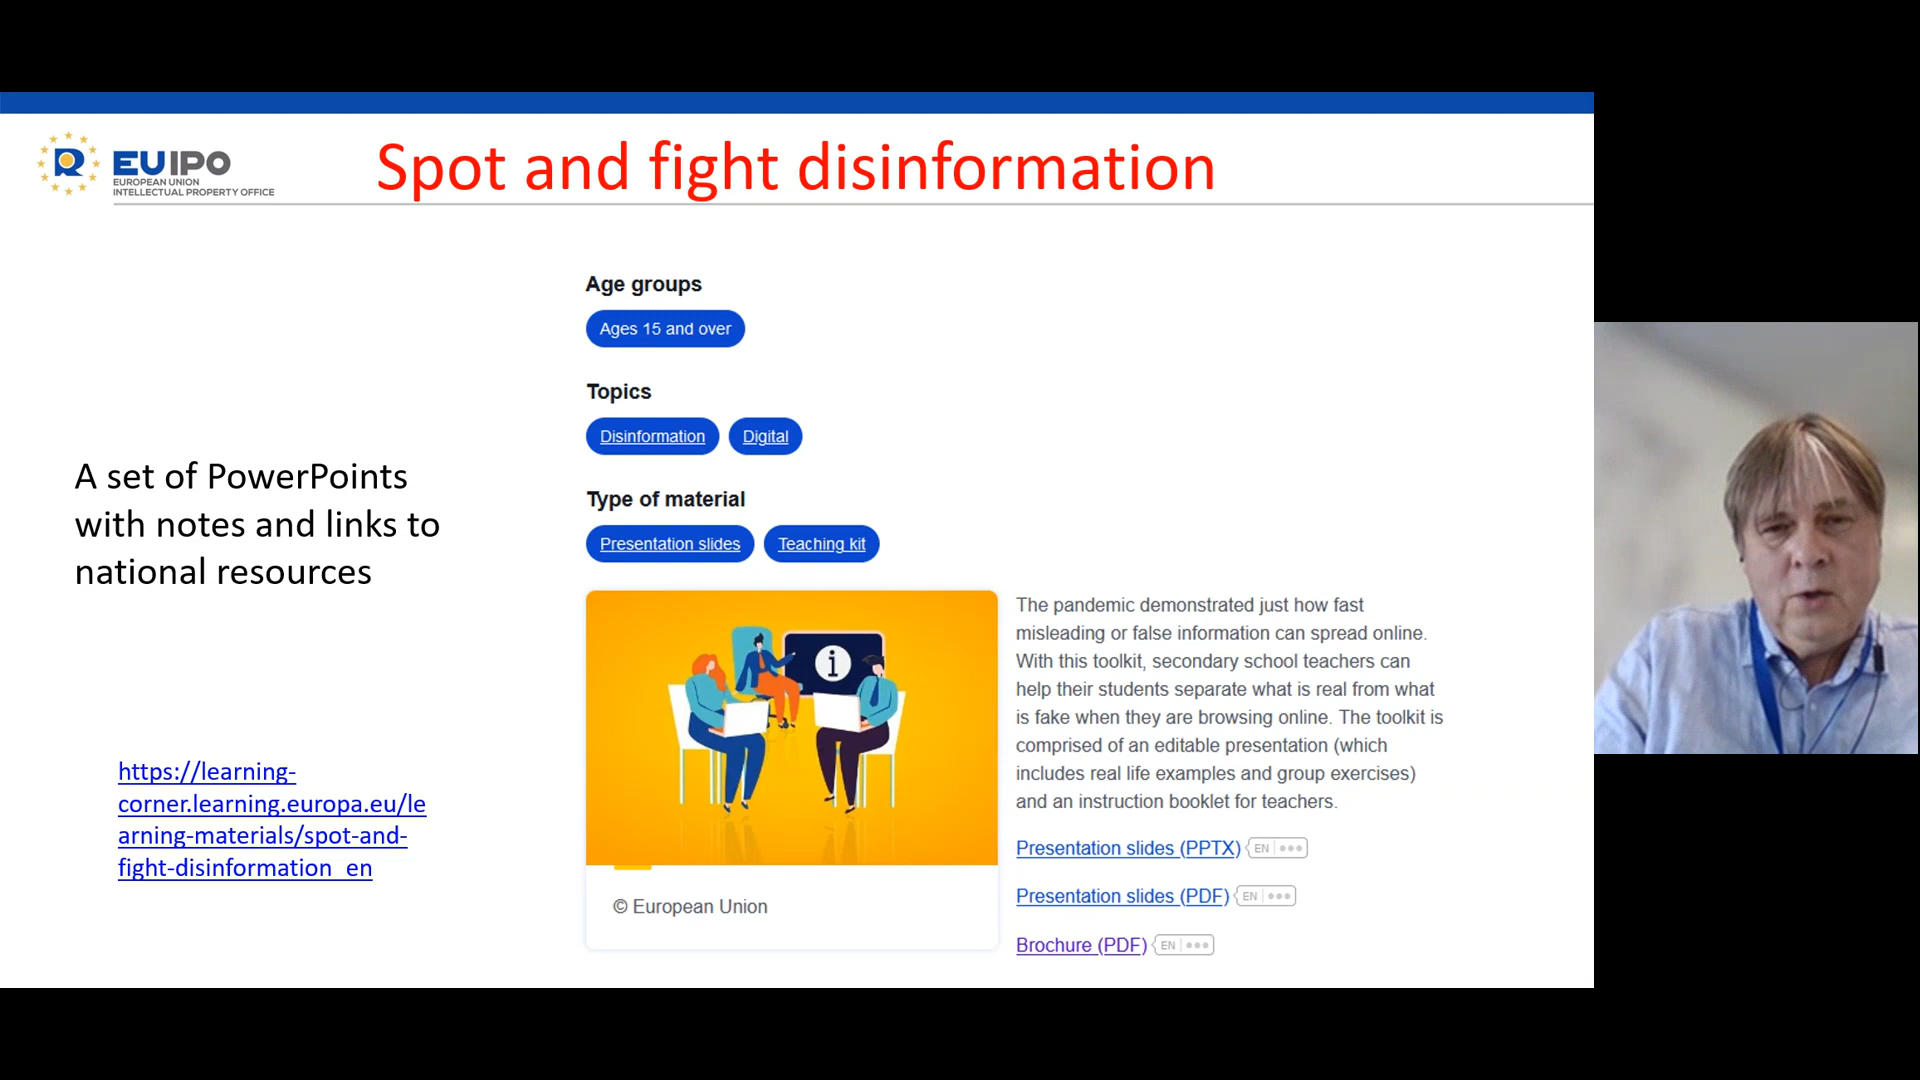 EUIPO
EUROPEAN UNION
INTELLECTUAL PROPERTY OFFICE
Spot and fight disinformation
A set of PowerPoints
with notes and links to
national resources
https://learning-
corner.learning.europa.eu/le
arning-materials/spot-and-
fight-disinformation_en
Age groups
Ages 15 and over
Topics
Disinformation Digital
Type of material
Presentation slides Teaching kit
i
© European Union
The pandemic demonstrated just how fast
misleading or false information can spread online.
With this toolkit, secondary school teachers can
help their students separate what is real from what
is fake when they are browsing online. The toolkit is
comprised of an editable presentation (which
includes real life examples and group exercises)
and an instruction booklet for teachers.
Presentation slides (PPTX) EN
Presentation slides (PDF) EN
Brochure (PDF) EN